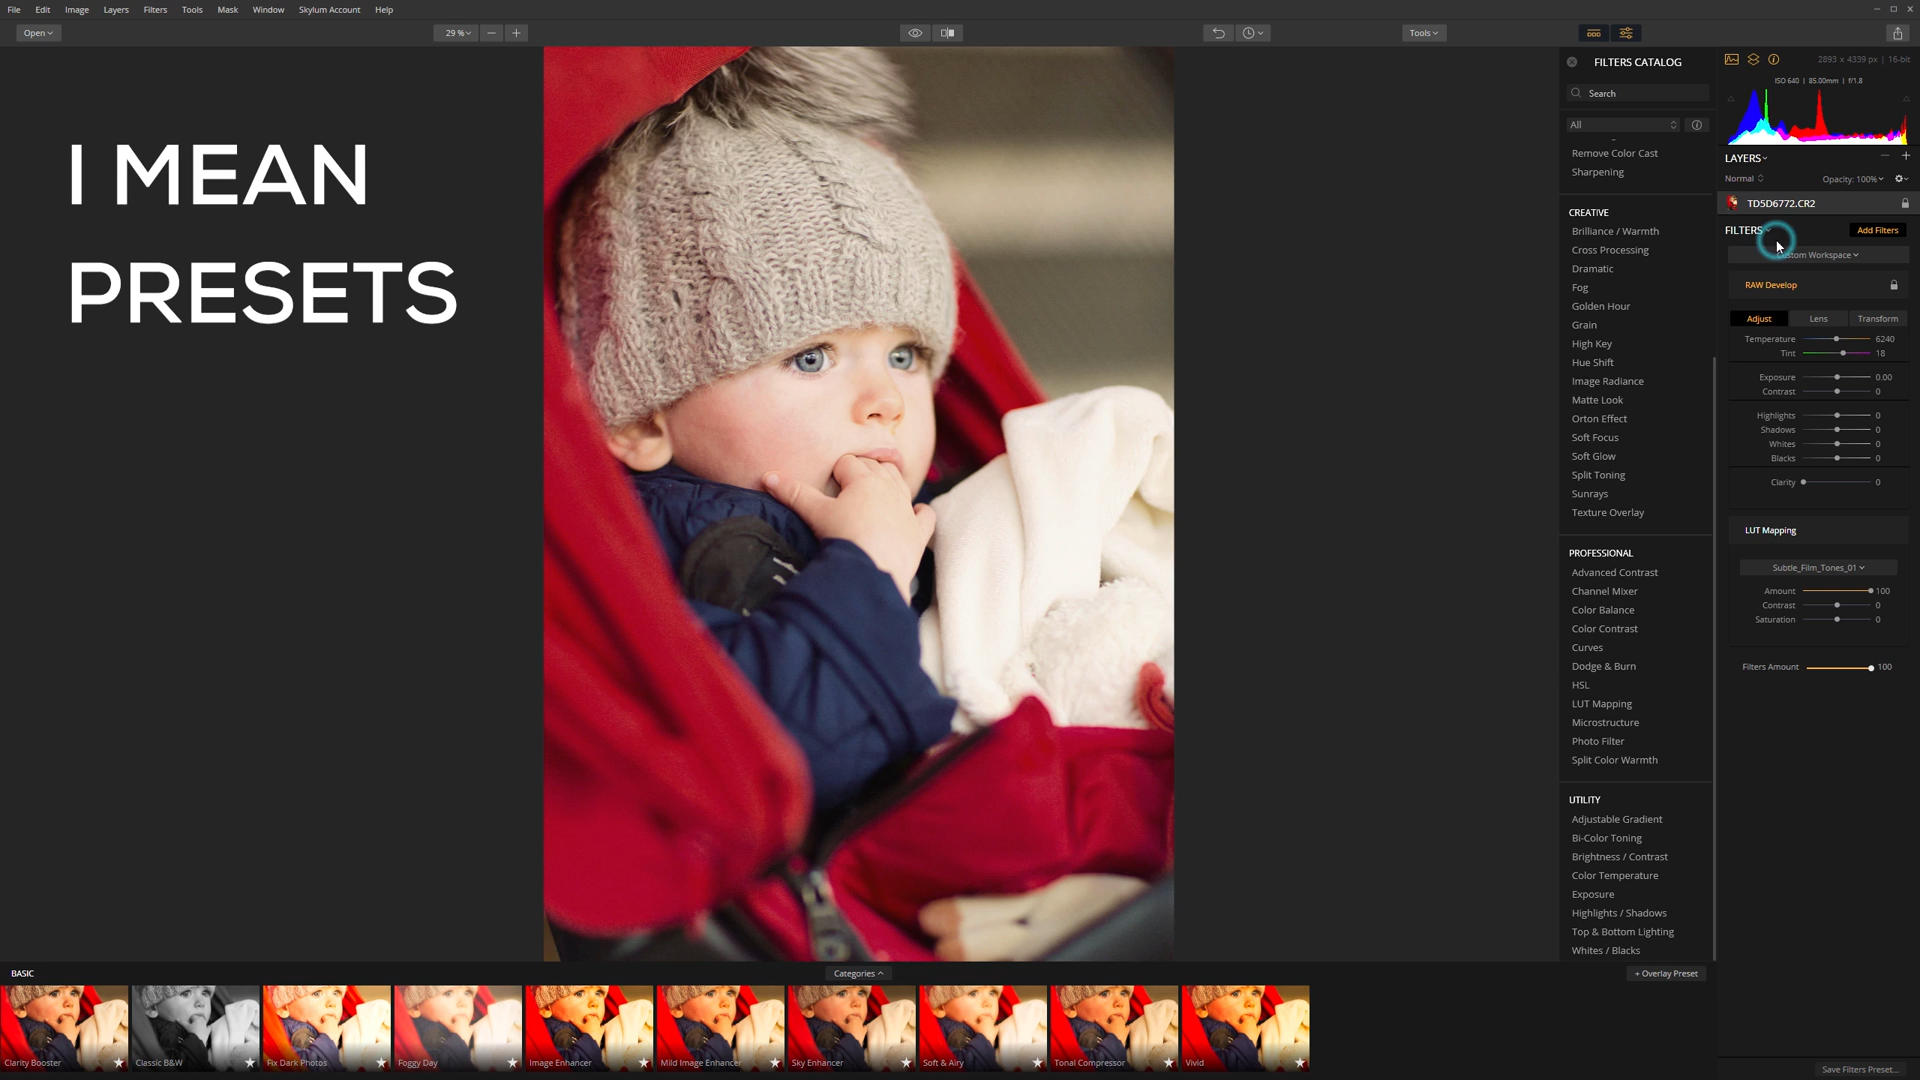 File Edit Image Layers Filters Tools Mask Window Skylum Account Help
Open 29 % Tools
I MEAN
PRESETS
FILTERS CATALOG
Search
All
Remove Color Cast
Sharpening
CREATIVE
Brilliance / Warmth
Cross Processing
Dramatic
Fog
Golden Hour
Grain
High Key
Hue Shift
Image Radiance
Matte Look
Orton Effect
Soft Focus
Soft Glow
Split Toning
Sunrays
Texture Overlay
PROFESSIONAL
Advanced Contrast
Channel Mixer
Color Balance
Color Contrast
Curves
Dodge & Burn
HSL
LUT Mapping
Microstructure
Photo Filter
Split Color Warmth
UTILITY
Adjustable Gradient
Bi-Color Toning
Brightness / Contrast
Color Temperature
Exposure
Highlights / Shadows
Top & Bottom Lighting
Whites / Blacks
2893 x 4339 px | 16-bit
ISO 640 | 85.00mm | f/1.8
LAYERS
Normal Opacity: 100%
TD5D6772.CR2
FILTERS Add Filters
Workspace
RAW Develop
Adjust Lens Transform
Temperature 6240
Tint 18
Exposure 0.00
Contrast 0
Highlights 0
Shadows 0
Whites 0
Blacks 0
Clarity 0
LUT Mapping
Subtle_Film_Tones_01
Amount 100
Contrast 0
Saturation 0
Filters Amount 100
BASIC Categories + Overlay Preset
Clarity Booster Classic B&W Fix Dark Photos Foggy Day Image Enhancer Mild Image Enhancer Sky Enhancer Soft & Airy Tonal Compressor Vivid
Save Filters Preset...